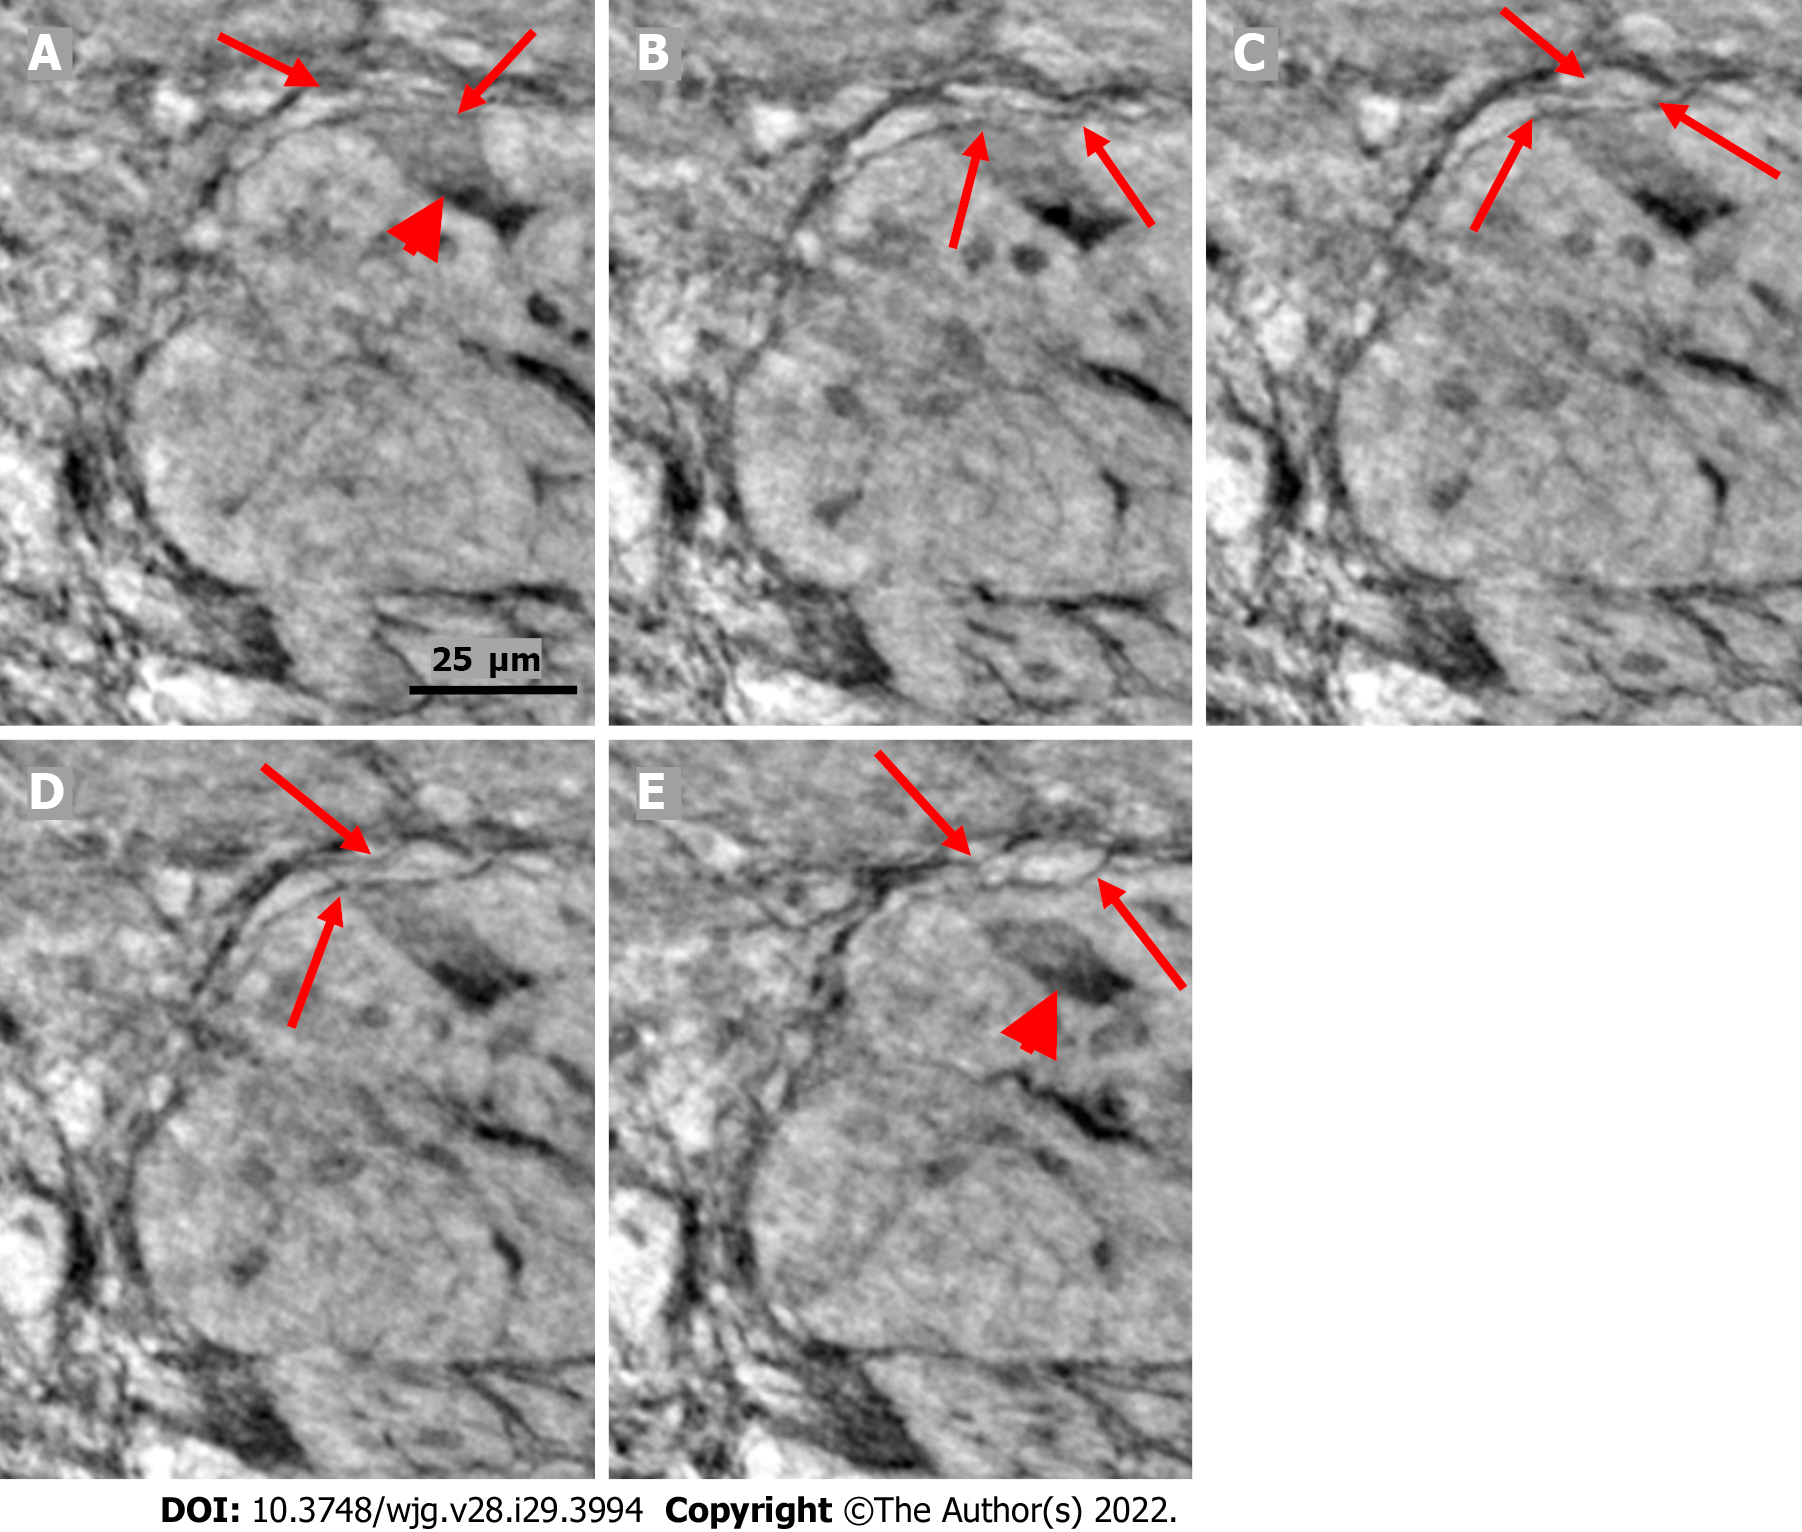 A
B
C
25 μm
D
E
DOI: 10.3748/wjg.v28.i29.3994 Copyright ©The Author(s) 2022.